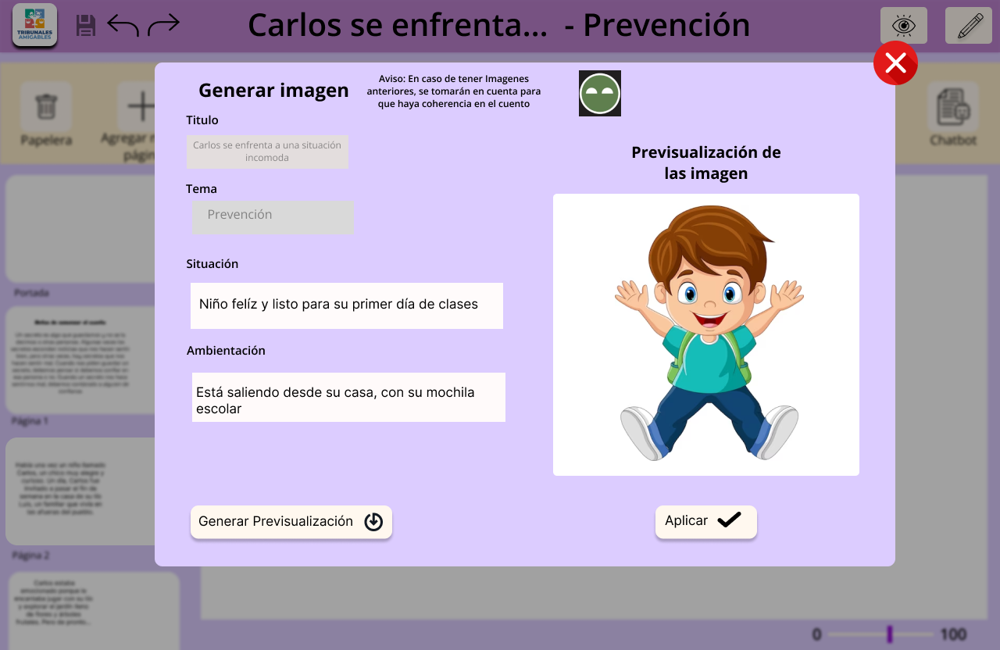 TRIBUNALES
AMIGABLES
Carlos se enfrenta... - Prevención
Papelera
Agregar
págin
Chatbot
Generar imagen
Aviso: En caso de tener Imagenes
anteriores, se tomarán en cuenta para
que haya coherencia en el cuento
Titulo
Carlos se enfrenta a una situación
incomoda
Tema
Prevención
Situación
Niño felíz y listo para su primer día de clases
Ambientación
Está saliendo desde su casa, con su mochila
escolar
Generar Previsualización
Previsualización de
las imagen
Aplicar
Portada
Antes de comenzar el cuento
Página 1
Había una vez un niño llamado
Carlos, un chico muy alegre y
curioso. Un día, Carlos fue
invitado a pasar el fin de
semana en la casa de su tío
Luis, un familiar que vivía en
las afueras del pueblo.
Página 2
Carlos estaba
emocionado porque le
encantaba jugar con su tío
y explorar el jardín lleno
de flores y árboles
frutales. Pero de pronto...
0
100